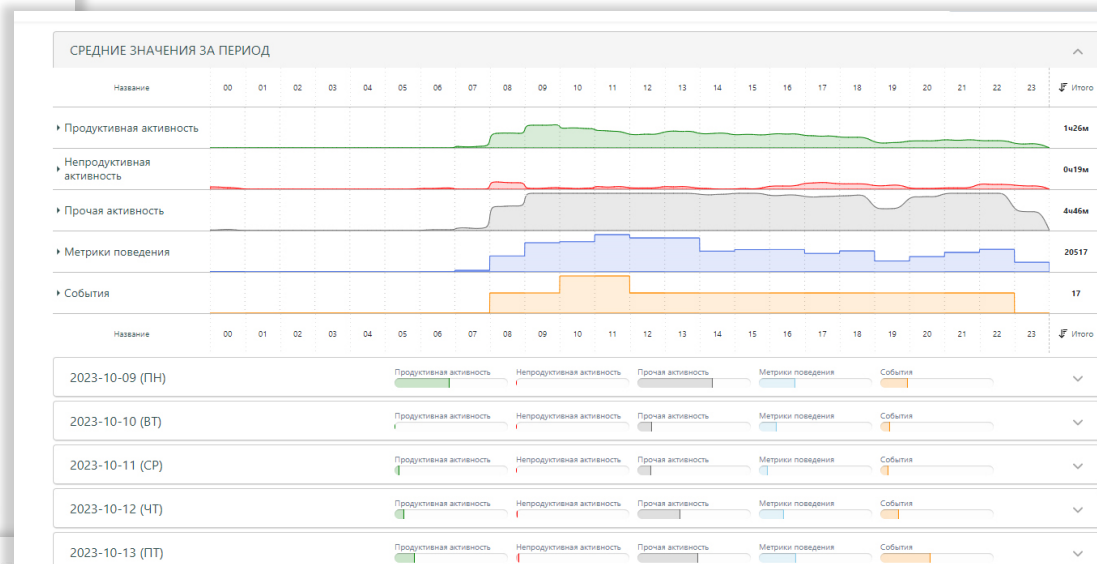 СРЕДНИЕ ЗНАЧЕНИЯ ЗА ПЕРИОД
Название 00 01 02 03 04 05 06 07 08 09 10 11 12 13 14 15 16 17 18 19 20 21 22 23 Итого
Продуктивная активность 1ч26м
Непродуктивная
активность 0ч19м
Прочая активность 4ч46м
Метрики поведения 20517
События 17
Название 00 01 02 03 04 05 06 07 08 09 10 11 12 13 14 15 16 17 18 19 20 21 22 23 Итого
2023-10-09 (ПН) Продуктивная активность Непродуктивная активность Прочая активность Метрики поведения События
2023-10-10 (ВТ) Продуктивная активность Непродуктивная активность Прочая активность Метрики поведения События
2023-10-11 (СР) Продуктивная активность Непродуктивная активность Прочая активность Метрики поведения События
2023-10-12 (ЧТ) Продуктивная активность Непродуктивная активность Прочая активность Метрики поведения События
2023-10-13 (ПТ) Продуктивная активность Непродуктивная активность Прочая активность Метрики поведения События